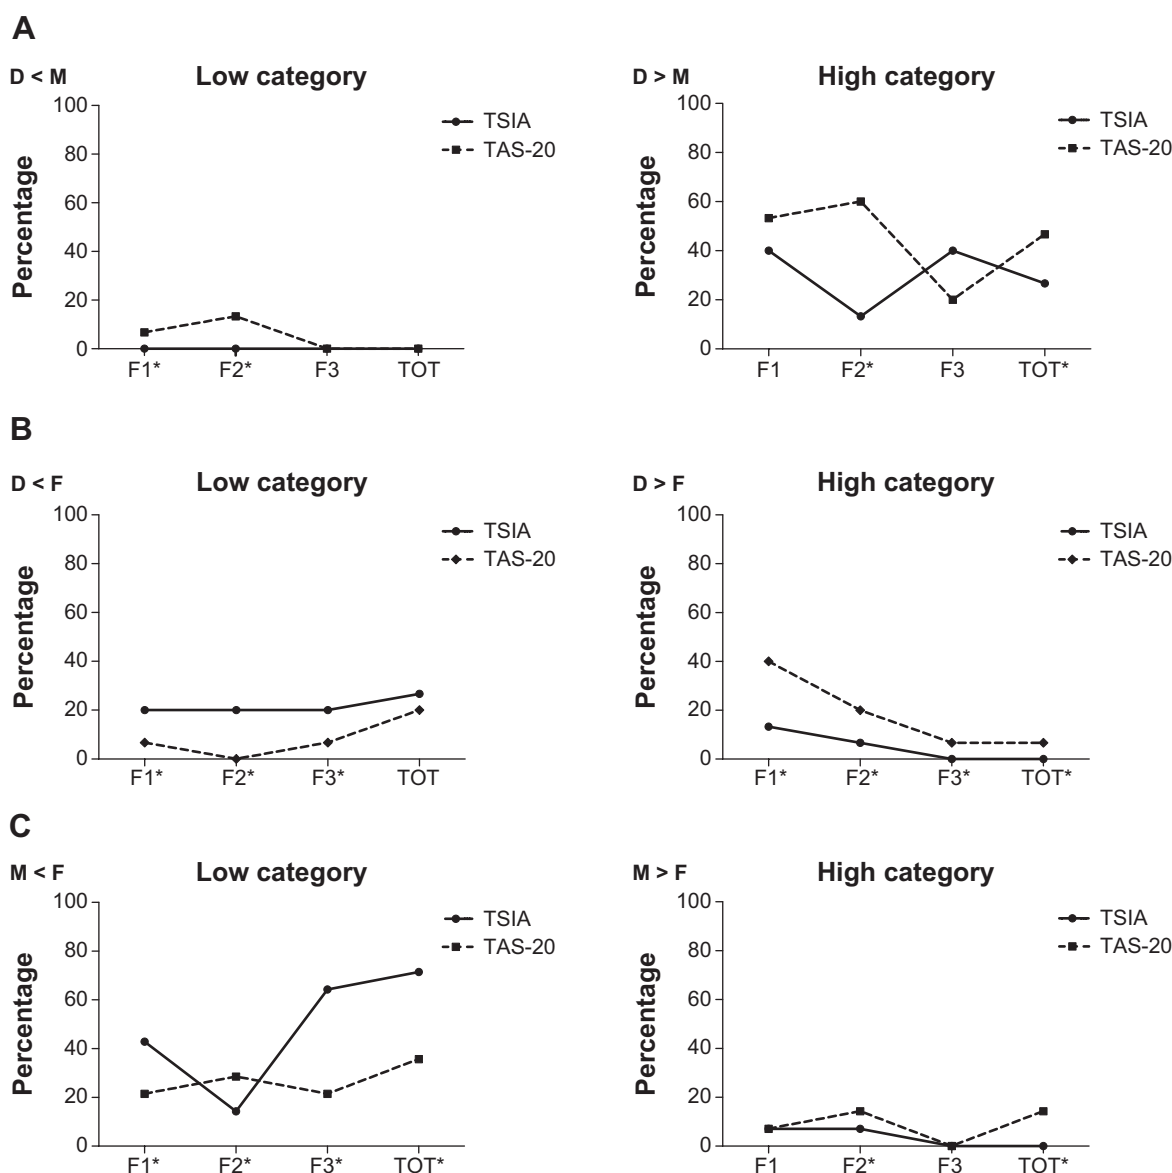 A
D < M
Low category
100
80
60
40
20
0
Percentage
TSIA
TAS-20
F1* F2* F3 TOT
D > M
High category
100
80
60
40
20
0
Percentage
TSIA
TAS-20
F1 F2* F3 TOT*
B
D < F
Low category
100
80
60
40
20
0
Percentage
TSIA
TAS-20
F1* F2* F3* TOT
D > F
High category
100
80
60
40
20
0
Percentage
TSIA
TAS-20
F1* F2* F3* TOT*
C
M < F
Low category
100
80
60
40
20
0
Percentage
TSIA
TAS-20
F1* F2* F3* TOT*
M > F
High category
100
80
60
40
20
0
Percentage
TSIA
TAS-20
F1 F2* F3 TOT*